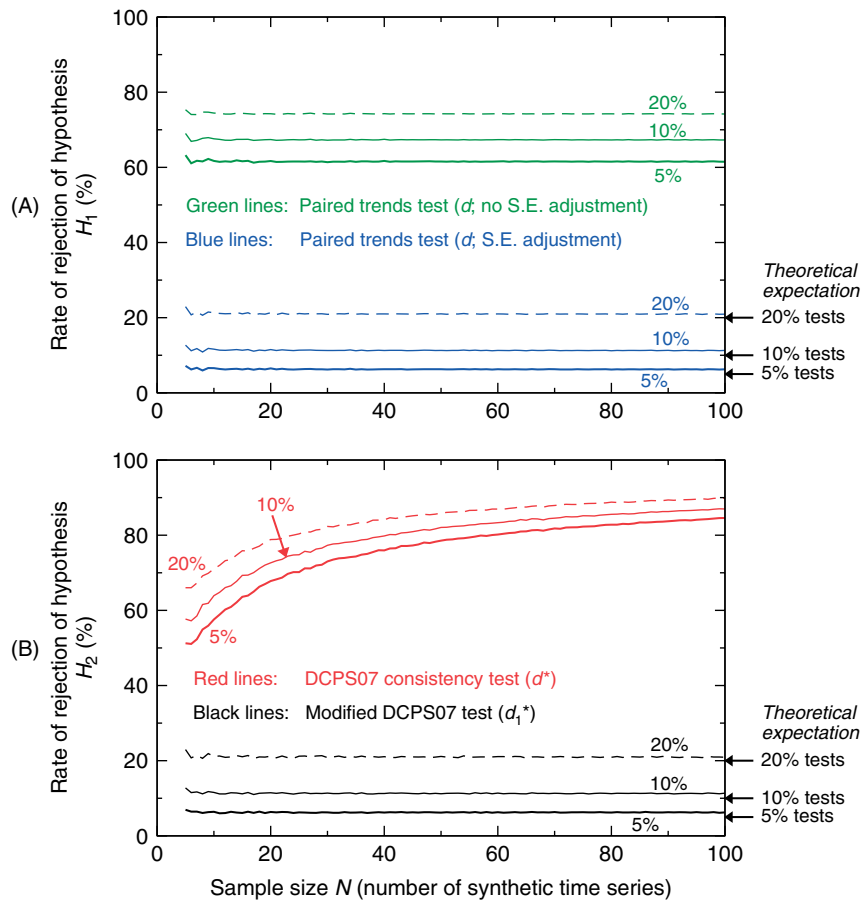 (A)
Rate of rejection of hypothesis
H1 (%)
100
80
60
40
20
0
20%
10%
5%
Green lines: Paired trends test (d; no S.E. adjustment)
Blue lines: Paired trends test (d; S.E. adjustment)
20%
10%
5%
Theoretical
expectation
20% tests
10% tests
5% tests
0 20 40 60 80 100
(B)
Rate of rejection of hypothesis
H2 (%)
100
80
60
40
20
0
10%
20%
5%
Red lines: DCPS07 consistency test (d*)
Black lines: Modified DCPS07 test (d1*)
20%
10%
5%
Theoretical
expectation
20% tests
10% tests
5% tests
0 20 40 60 80 100
Sample size N (number of synthetic time series)